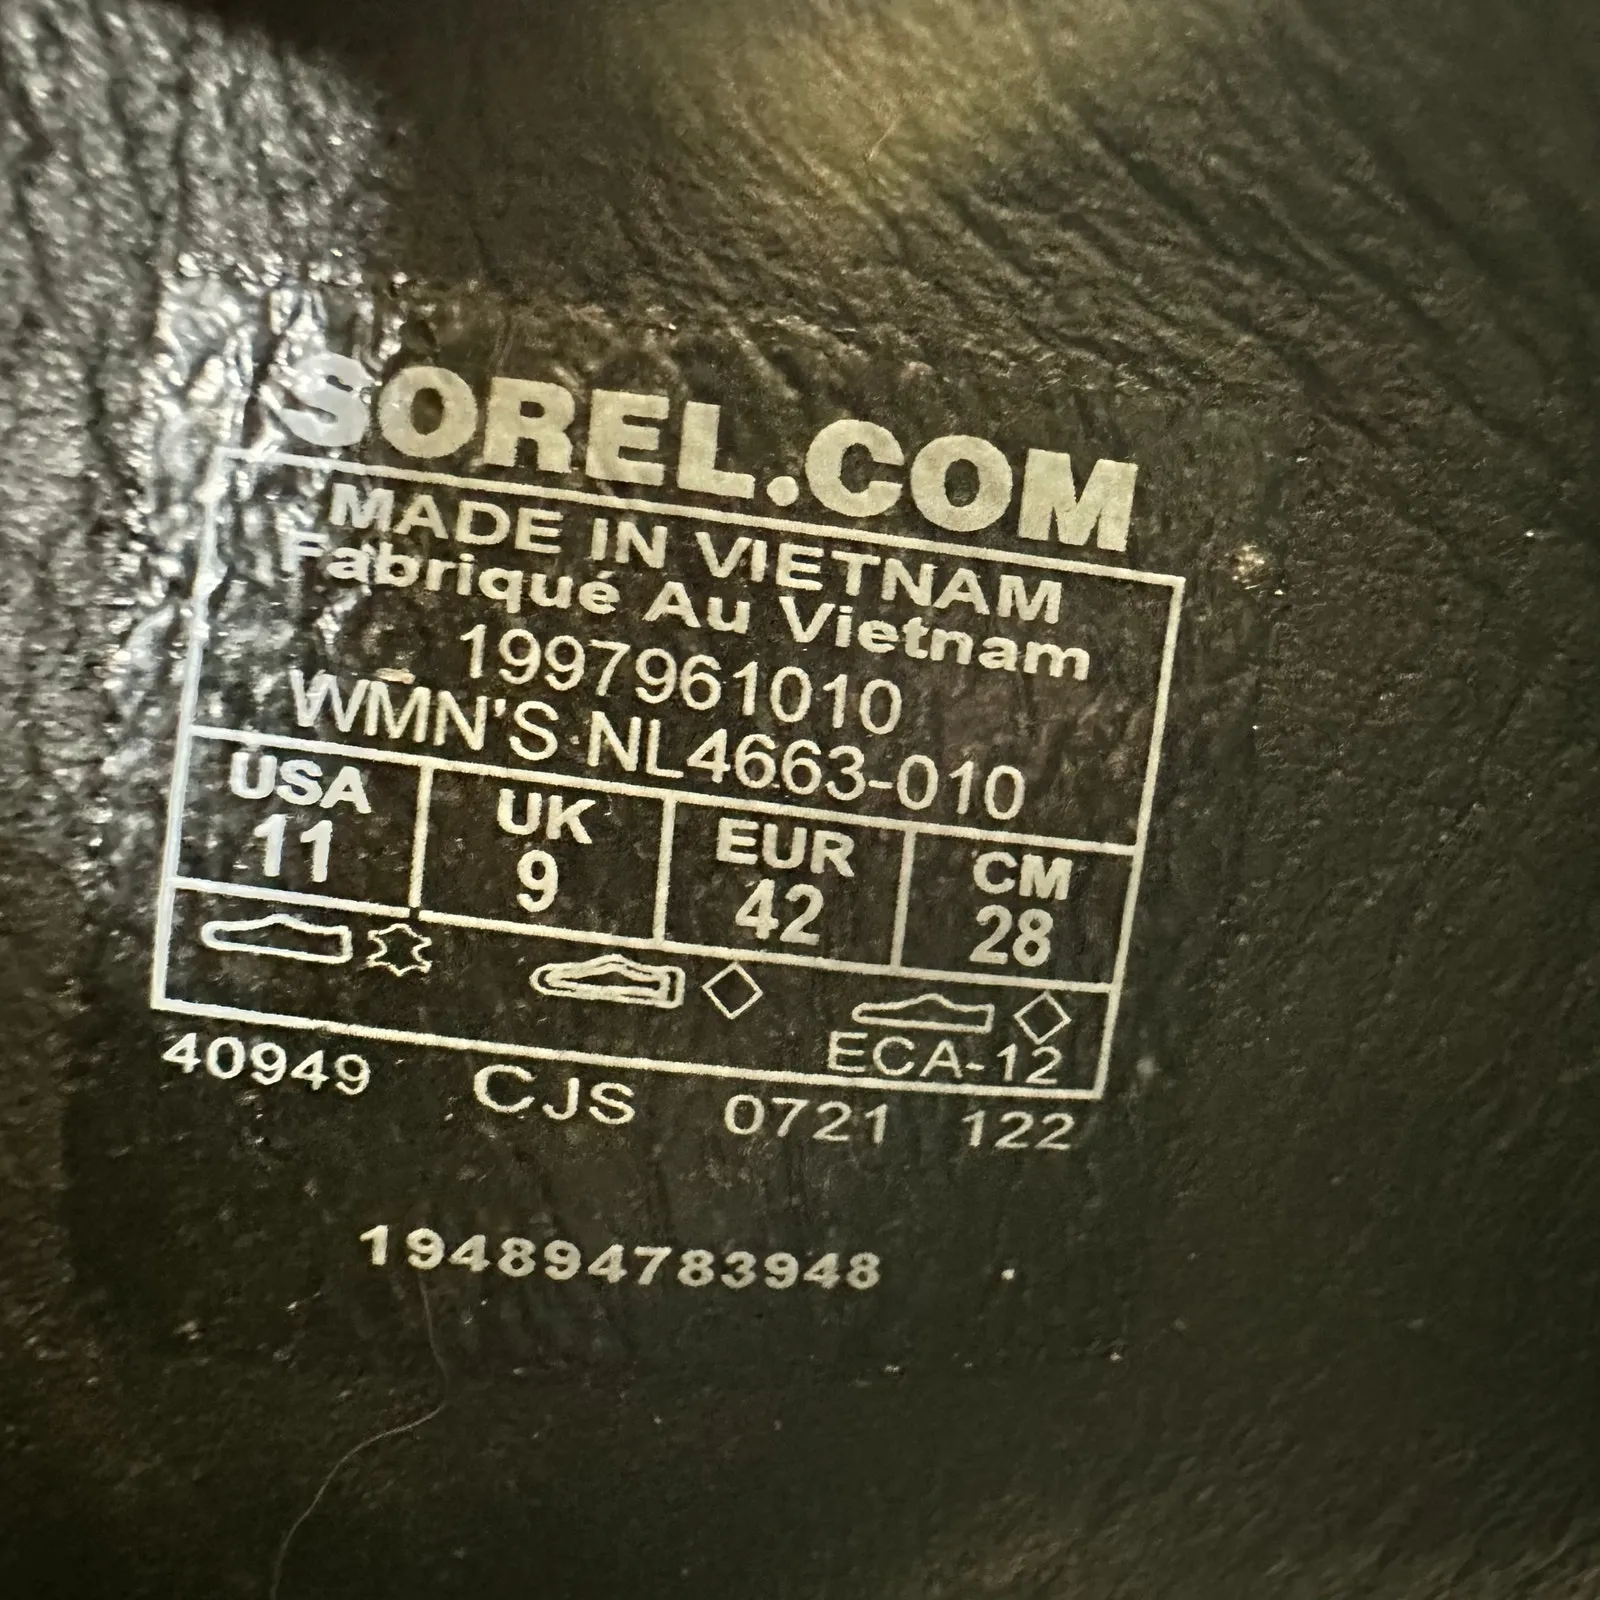 SOREL.COM
MADE IN VIETNAM
Fabriqué Au Vietnam
1997961010
WMN'S NL4663-010
USA UK EUR CM
11 9 42 28
ECA-12
40949 CJS 0721 122
194894783948